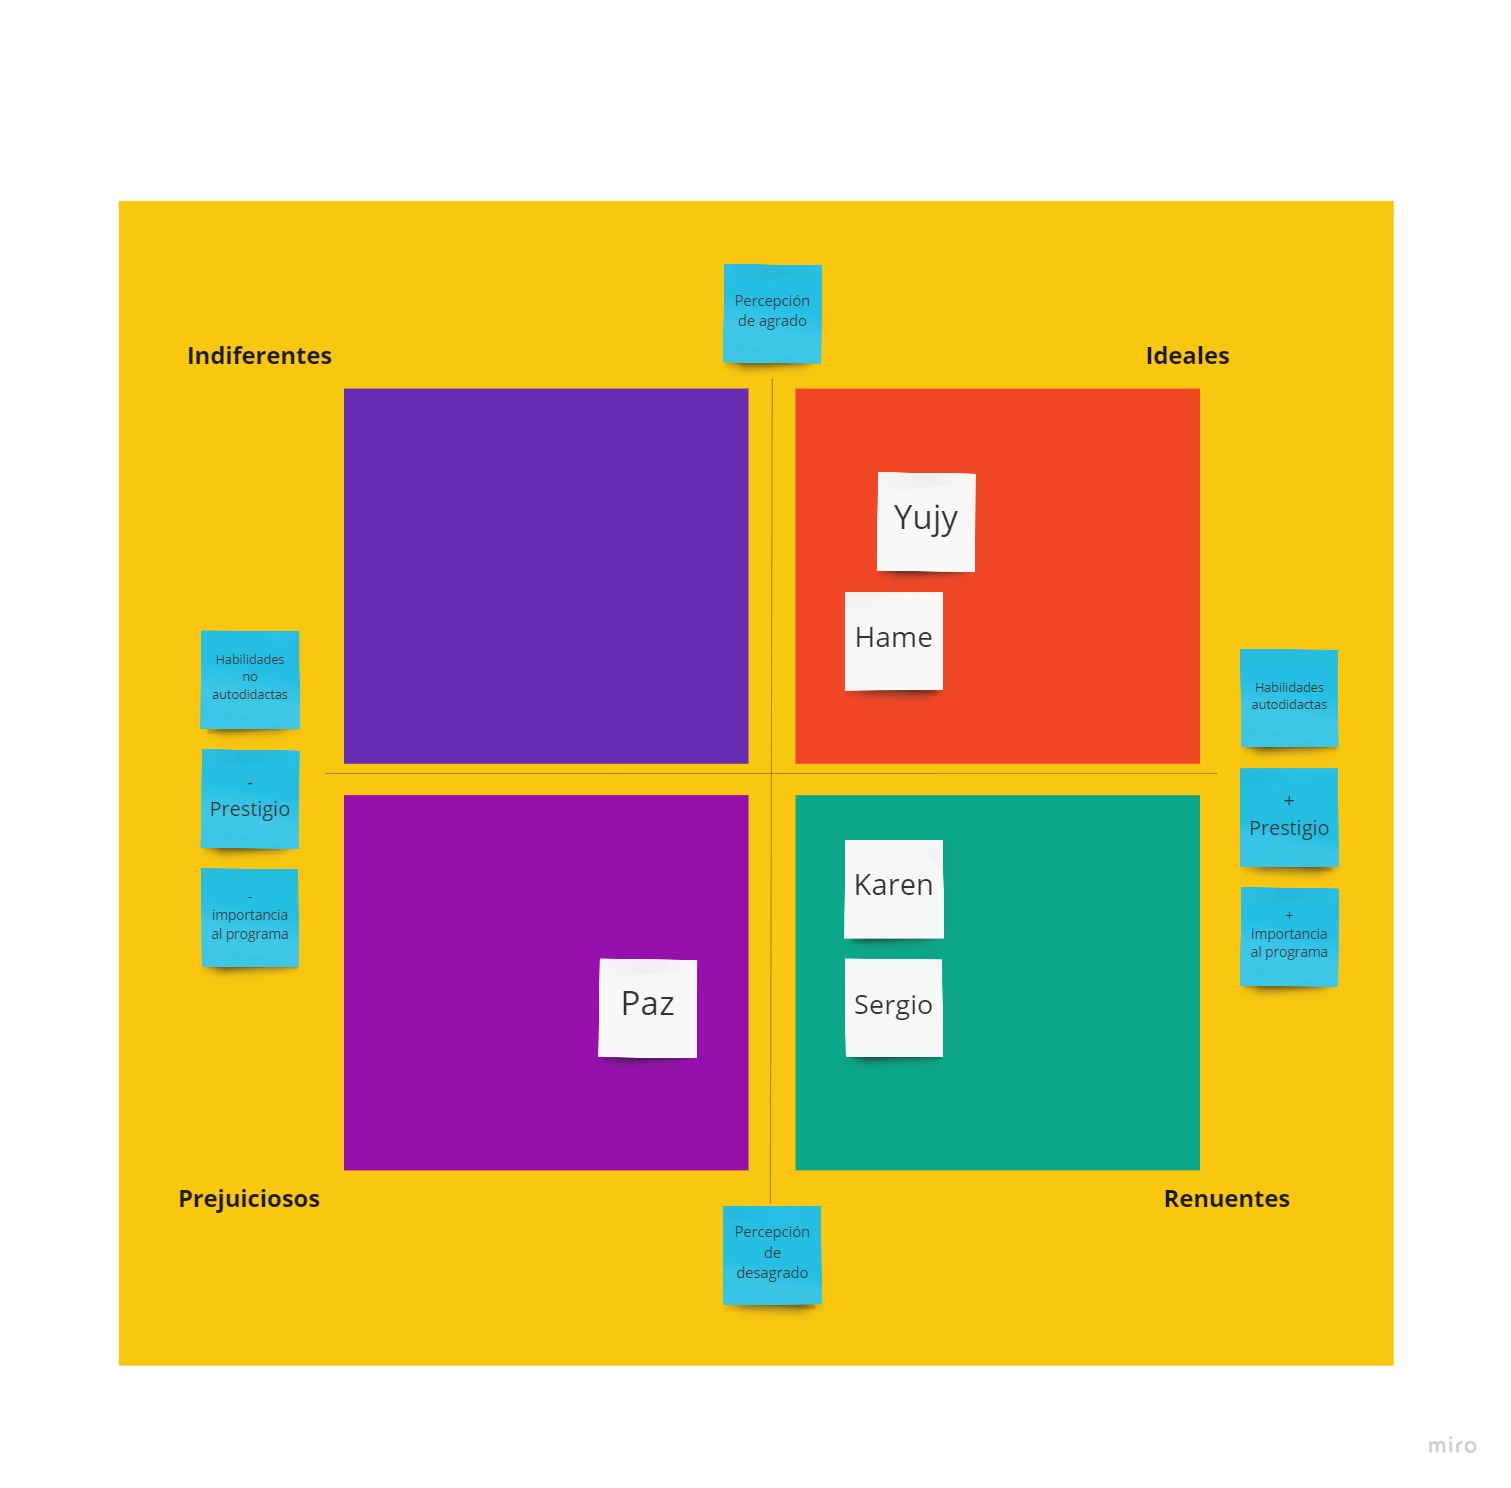 Percepción
de agrado
Indiferentes
Ideales
Yujy
Hame
Habilidades
no
autodidactas
-
Prestigio
-
importancia
al programa
Habilidades
autodidactas
+
Prestigio
+
importancia
al programa
Karen
Sergio
Paz
Prejuiciosos
Renuentes
Percepción
de
desagrado
miro